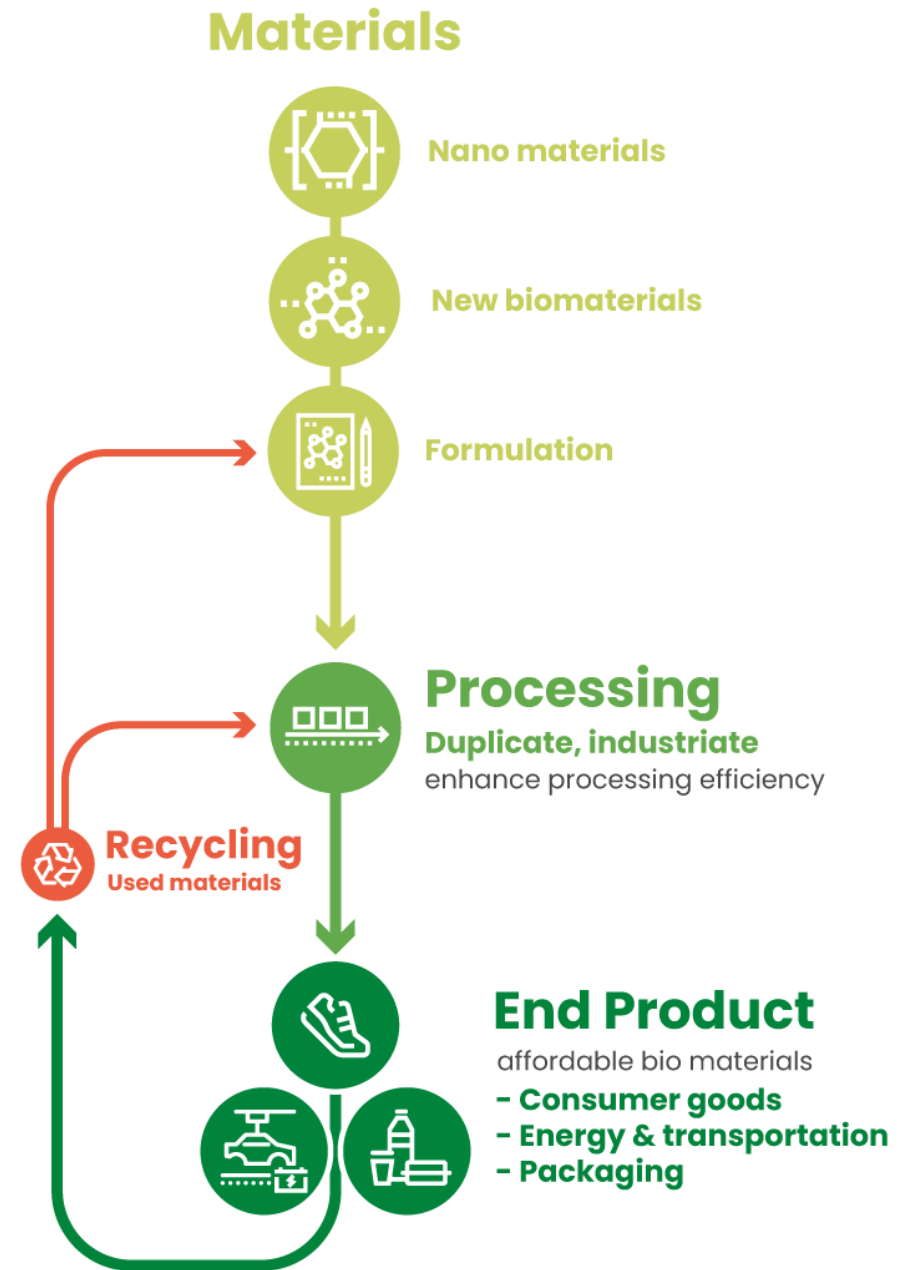 Materials
Nano materials
New biomaterials
Formulation
Processing
Duplicate, industriate
enhance processing efficiency
Recycling
Used materials
End Product
affordable bio materials
- Consumer goods
- Energy & transportation
- Packaging